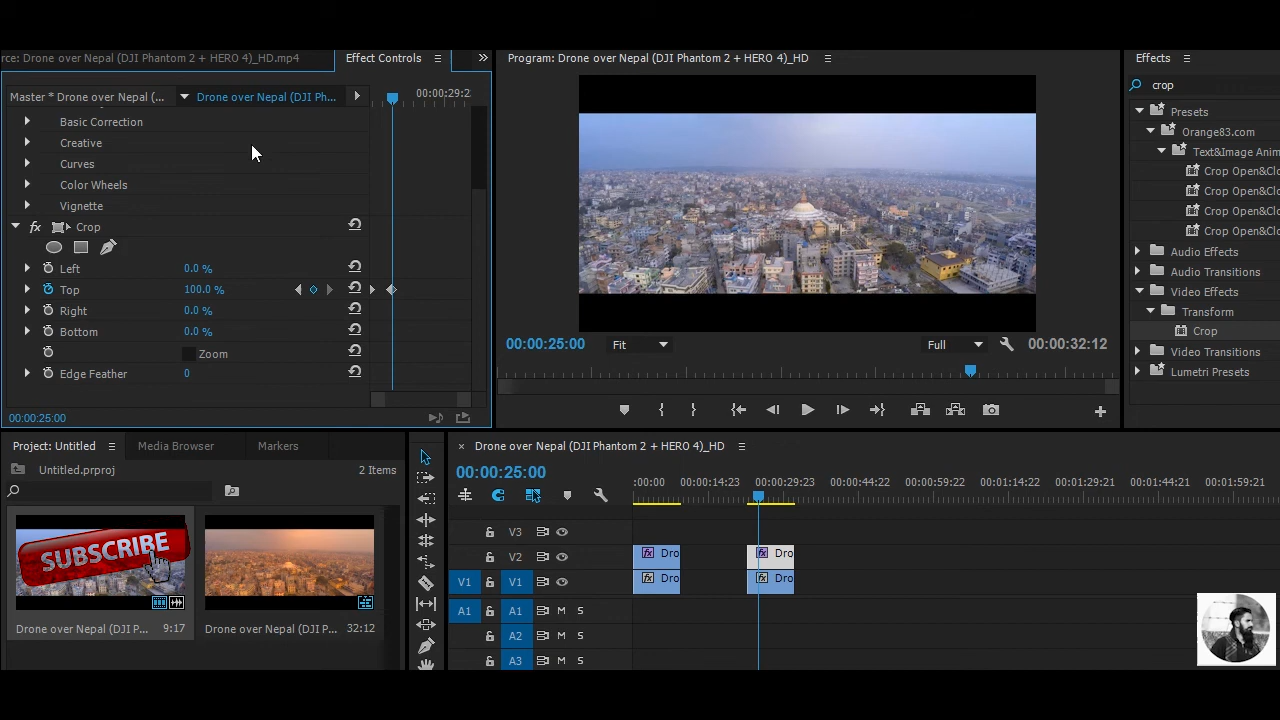 rce: Drone over Nepal (DJI Phantom 2 + HERO 4)_HD.mp4
Effect Controls
Master * Drone over Nepal (...
Drone over Nepal (DJI Ph...
00:00:29:2
Basic Correction
Creative
Curves
Color Wheels
Vignette
fx
Crop
Left
0.0 %
Top
100.0 %
Right
0.0 %
Bottom
0.0 %
Zoom
Edge Feather
0
00:00:25:00
Program: Drone over Nepal (DJI Phantom 2 + HERO 4)_HD
00:00:25:00
Fit
Full
00:00:32:12
Effects
crop
Presets
Orange83.com
Text&Image Anim
Crop Open&Clo
Crop Open&Clo
Crop Open&Clo
Crop Open&Clo
Audio Effects
Audio Transitions
Video Effects
Transform
Crop
Video Transitions
Lumetri Presets
Project: Untitled
Media Browser
Markers
Untitled.prproj
2 Items
SUBSCRIBE
Drone over Nepal (DJI P...
9:17
Drone over Nepal (DJI P...
32:12
× Drone over Nepal (DJI Phantom 2 + HERO 4)_HD
00:00:25:00
:00:00
00:00:14:23
00:00:29:23
00:00:44:22
00:00:59:22
00:01:14:22
00:01:29:21
00:01:44:21
00:01:59:21
V3
V2
fx Dro
fx Dro
V1
V1
fx Dro
fx Dro
A1
A1
M
S
A2
M
S
A3
M
S